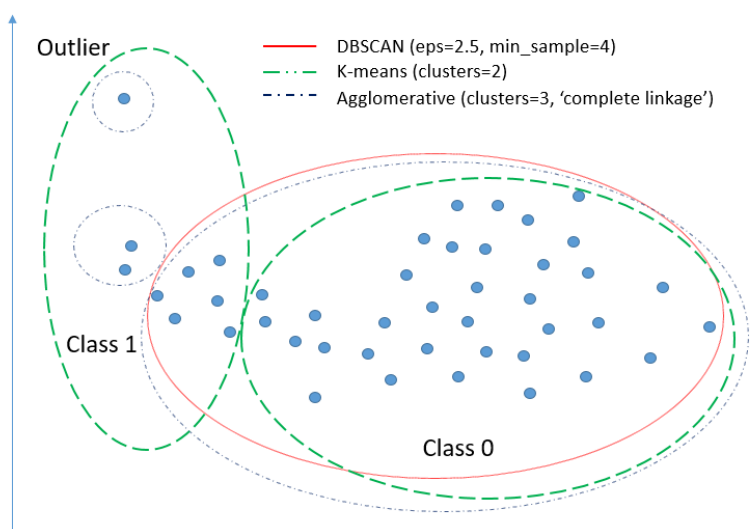 Outlier
DBSCAN (eps=2.5, min_sample=4)
K-means (clusters=2)
Agglomerative (clusters=3, ‘complete linkage’)
Class 1
Class 0